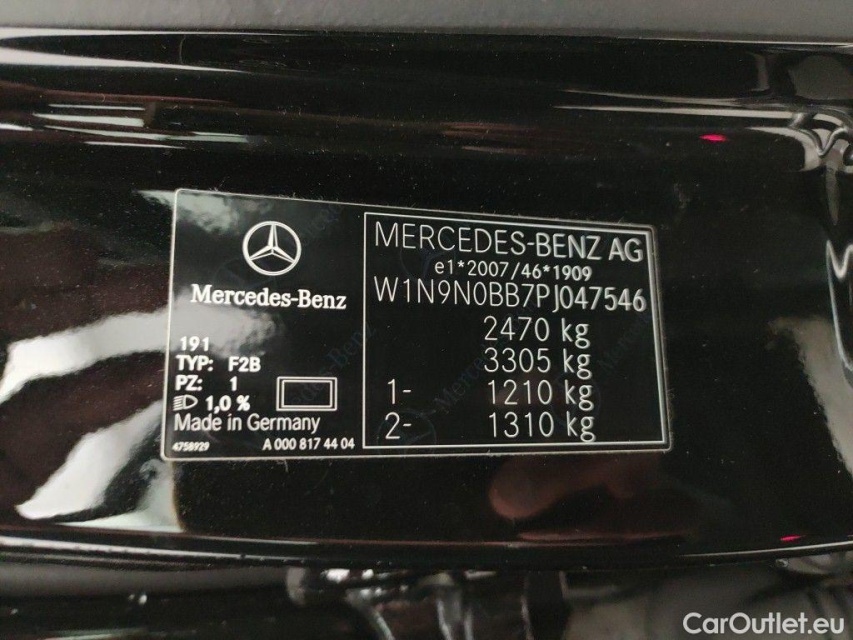 Mercedes-Benz
191
TYP: F2B
PZ: 1
1,0 %
Made in Germany
4758929 A 000 817 44 04
MERCEDES-BENZ AG
e1*2007/46*1909
W1N9N0BB7PJ047546
2470 kg
3305 kg
1- 1210 kg
2- 1310 kg
CarOutlet.eu